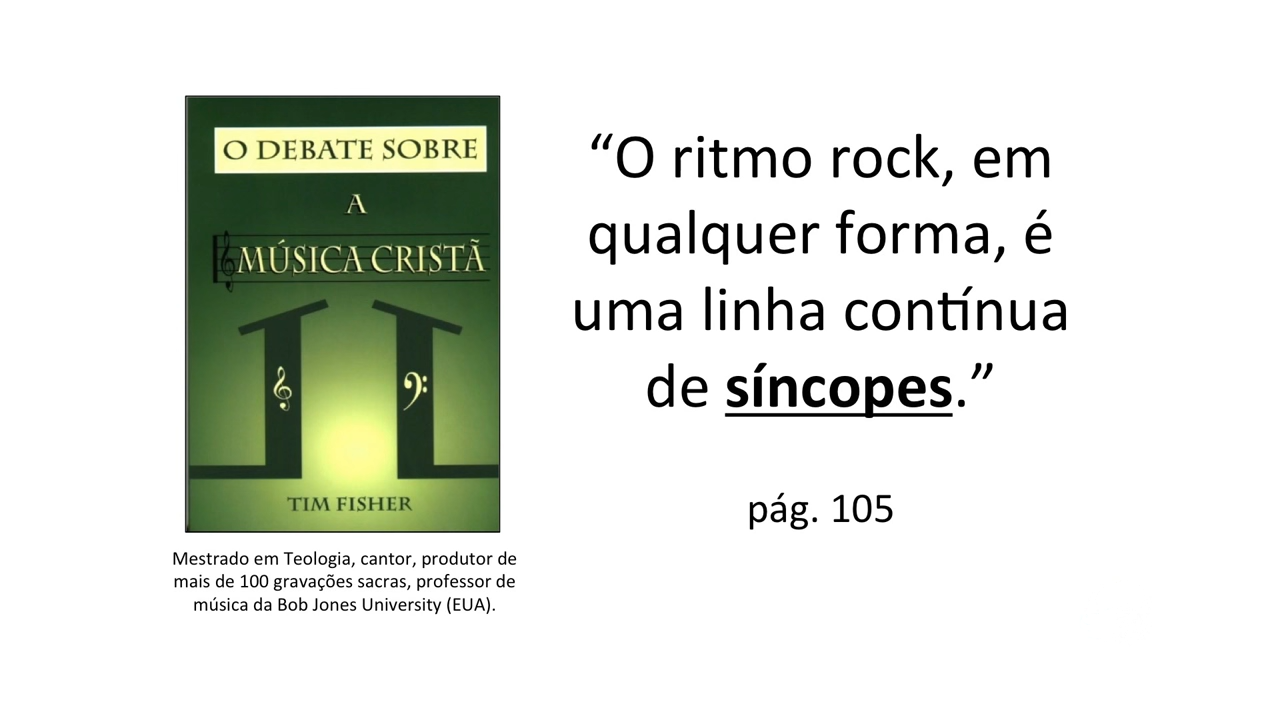 O DEBATE SOBRE
A
MÚSICA CRISTÃ
TIM FISHER
Mestrado em Teologia, cantor, produtor de
mais de 100 gravações sacras, professor de
música da Bob Jones University (EUA).
“O ritmo rock, em
qualquer forma, é
uma linha contínua
de síncopes.”
pág. 105